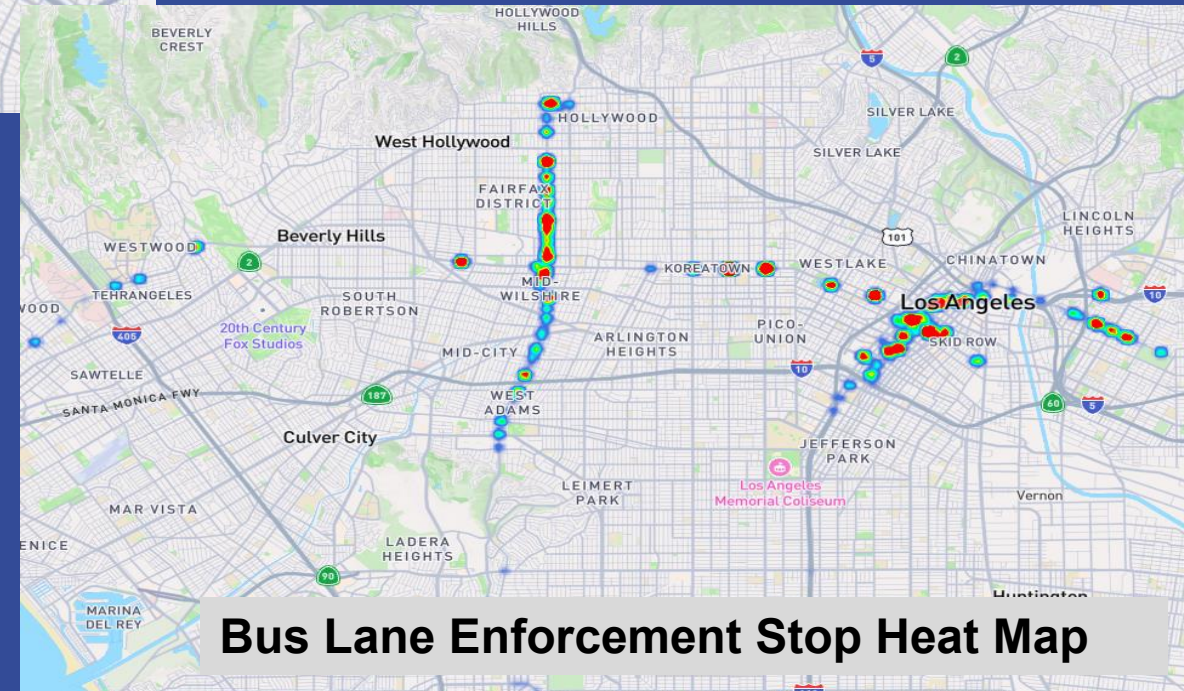 HOLLYWOOD
HILLS
BEVERLY
CREST
5
2
SILVER LAKE
HOLLYWOOD
West Hollywood
SILVER LAKE
FAIRFAX
DISTRICT
LINCOLN
HEIGHTS
Beverly Hills
WESTWOOD
101
2
KOREATOWN
WESTLAKE
CHINATOWN
MID-
WILSHIRE
TEHRANGELES
SOUTH
ROBERTSON
10
Los Angeles
WOOD
405
20th Century
Fox Studios
PICO-
UNION
ARLINGTON
HEIGHTS
SKID ROW
MID-CITY
10
SAWTELLE
187
SANTA MONICA FWY
WEST
ADAMS
60
5
Culver City
JEFFERSON
PARK
LEIMERT
PARK
Los Angeles
Memorial Coliseum
Vernon
MAR VISTA
ENICE
LADERA
HEIGHTS
90
MARINA
DEL REY
Huntington
Bus Lane Enforcement Stop Heat Map